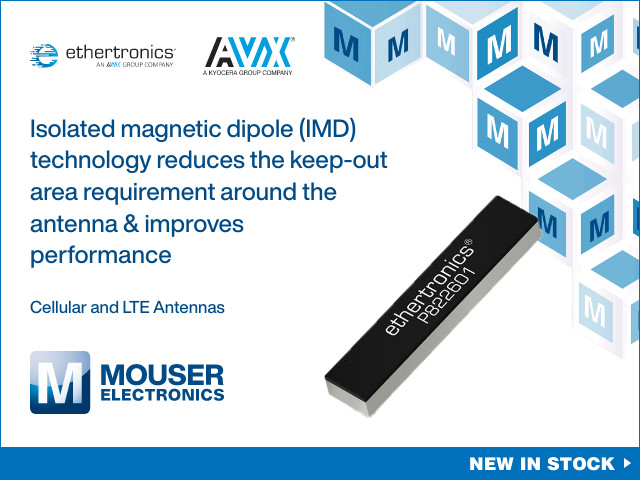 ethertronics®
AN AVX GROUP COMPANY
AVX®
A KYOCERA GROUP COMPANY
M M M M M
M M
M M
M
Isolated magnetic dipole (IMD)
technology reduces the keep-out
area requirement around the
antenna & improves
performance
Cellular and LTE Antennas
ethertronics®
P822601
M MOUSER
ELECTRONICS
NEW IN STOCK